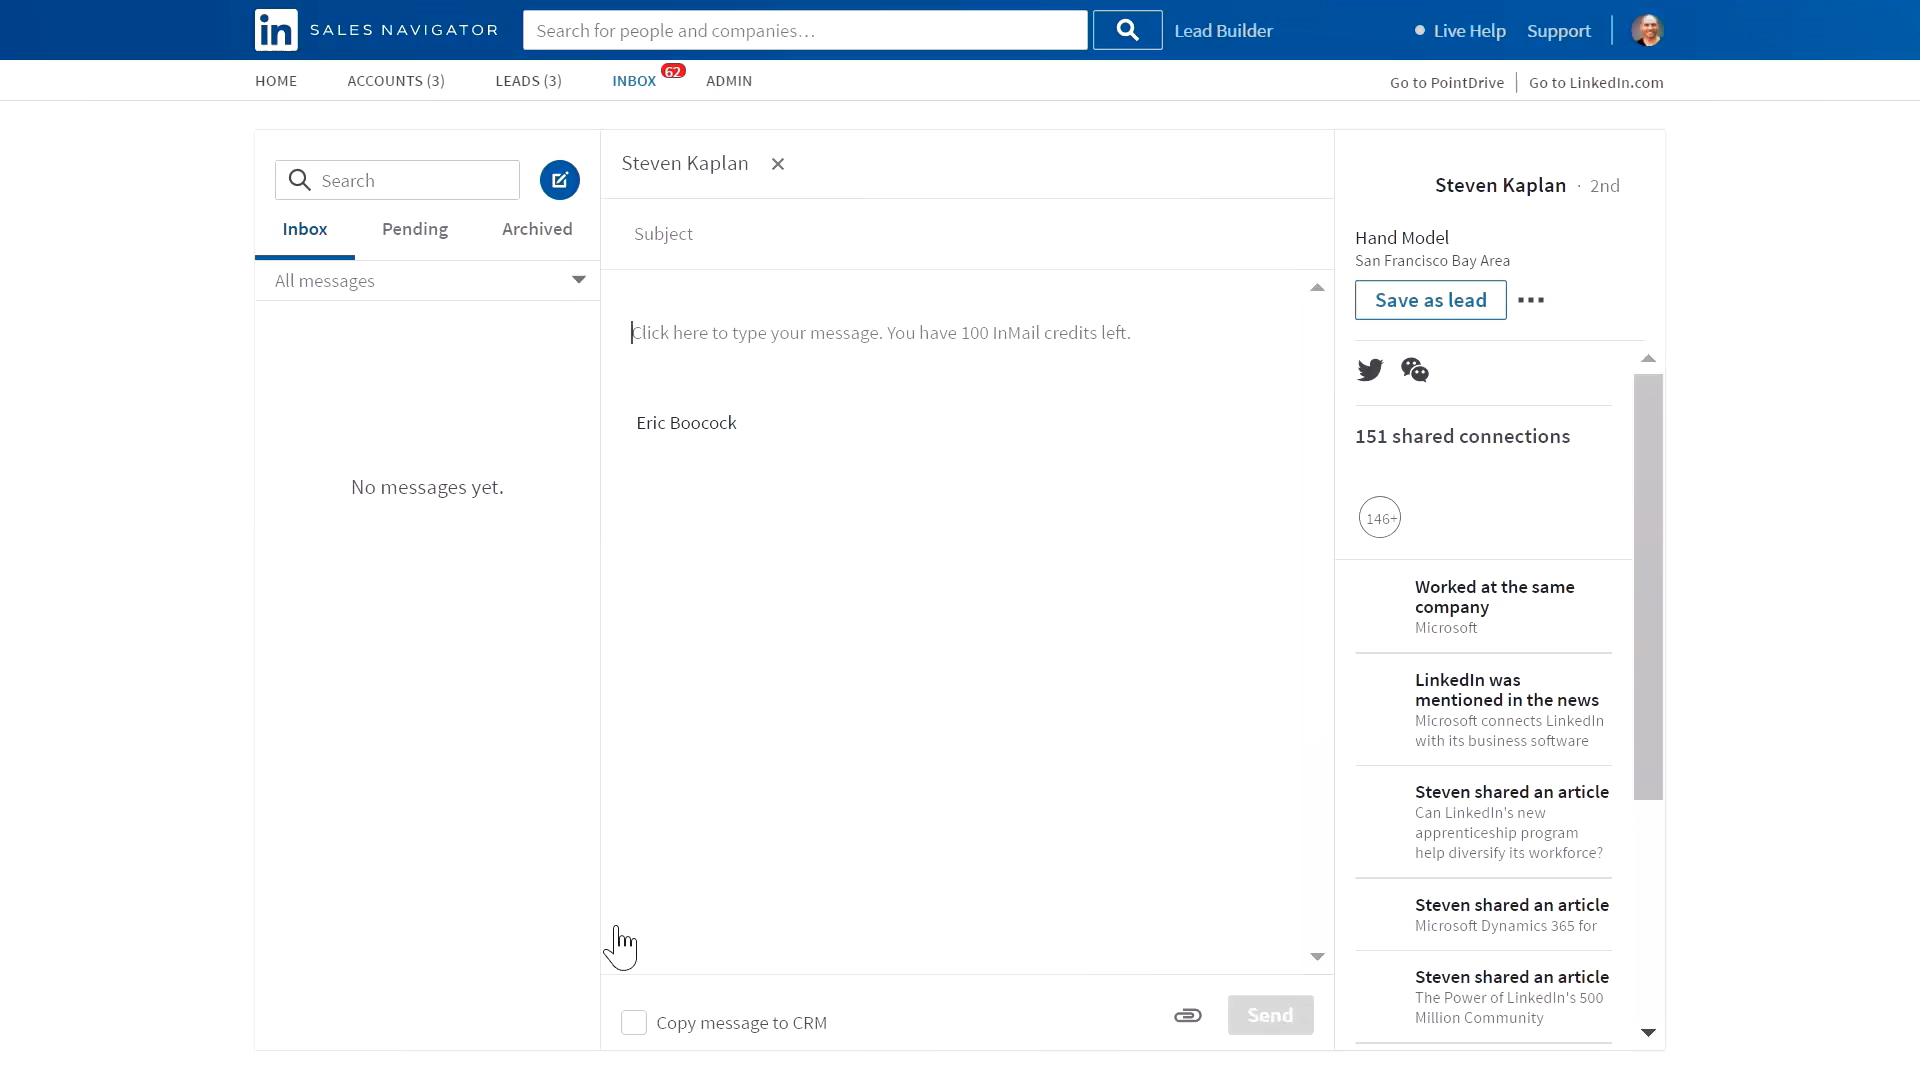 in SALES NAVIGATOR
Search for people and companies...
Lead Builder
Live Help
Support
HOME
ACCOUNTS (3)
LEADS (3)
INBOX
62
ADMIN
Go to PointDrive
Go to LinkedIn.com
Search
Inbox
Pending
Archived
All messages
No messages yet.
Steven Kaplan
Subject
Click here to type your message. You have 100 InMail credits left.
Eric Boocock
Copy message to CRM
Send
Steven Kaplan · 2nd
Hand Model
San Francisco Bay Area
Save as lead
151 shared connections
146+
Worked at the same
company
Microsoft
LinkedIn was
mentioned in the news
Microsoft connects LinkedIn
with its business software
Steven shared an article
Can LinkedIn's new
apprenticeship program
help diversify its workforce?
Steven shared an article
Microsoft Dynamics 365 for
Steven shared an article
The Power of LinkedIn's 500
Million Community